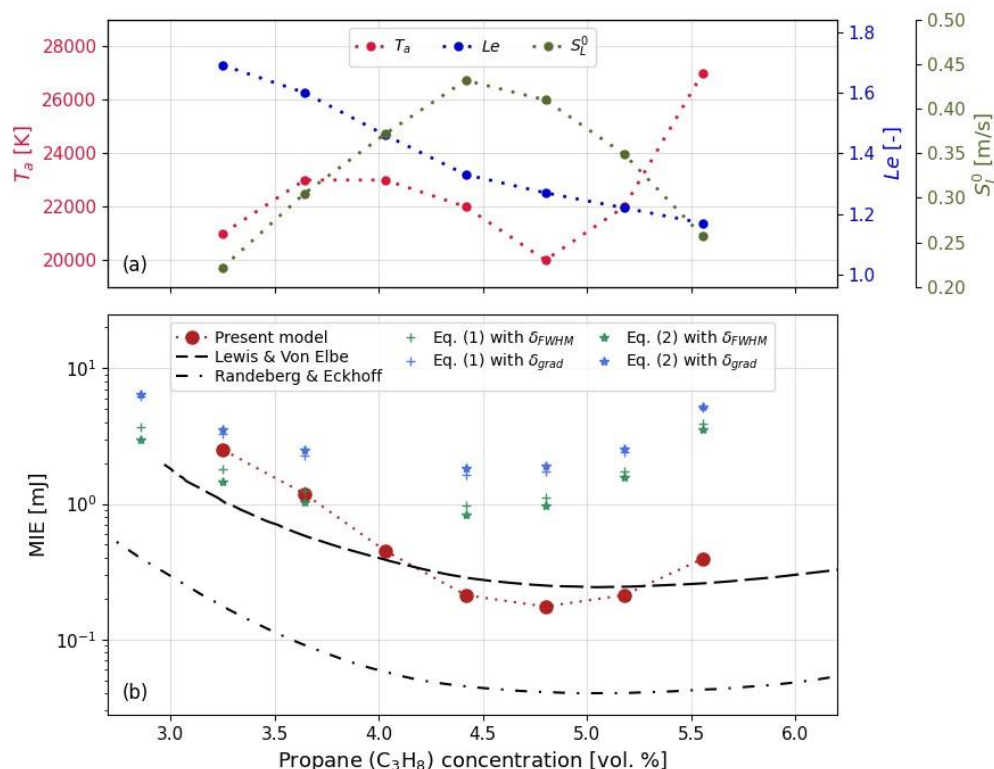 T_a Le S_L^0
28000
26000
24000
22000
20000
T_a [K]
1.8
1.6
1.4
1.2
1.0
Le [-]
0.50
0.45
0.40
0.35
0.30
0.25
0.20
S_L^0 [m/s]
(a)
Present model
Lewis & Von Elbe
Randeberg & Eckhoff
Eq. (1) with δ_FWHM
Eq. (1) with δ_grad
Eq. (2) with δ_FWHM
Eq. (2) with δ_grad
10^1
10^0
10^-1
MIE [mJ]
(b)
3.0 3.5 4.0 4.5 5.0 5.5 6.0
Propane (C_3H_8) concentration [vol. %]